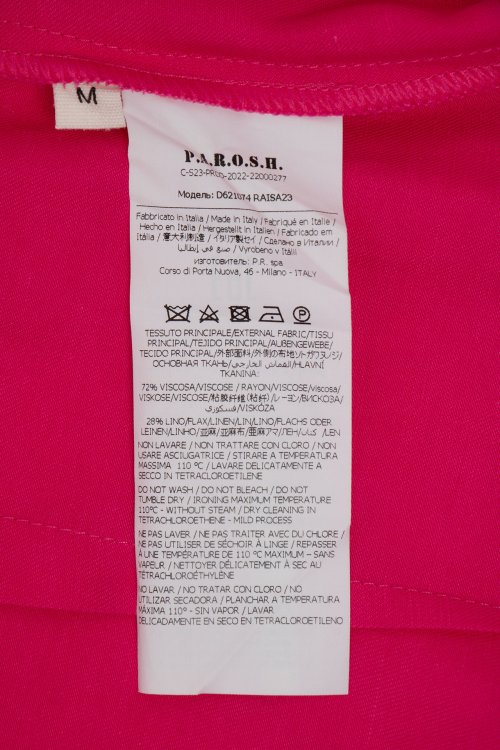 M
P.A.R.O.S.H.
C-S23-PROD-2022-22000277
Модель: D621074 RAISA23
Fabbricato in Italia / Made in Italy / Fabriqué en Italie /
Hecho en Italia / Hergestellt in Italien / Fabricado em
Itália / 意大利制造 / イタリア製セイ / Сделано в Италии /
صنع في إيطاليا / Vyrobeno v Itálii
изготовитель: P.R. spa
Corso di Porta Nuova, 46 - Milano - ITALY
P
TESSUTO PRINCIPALE/EXTERNAL FABRIC/TISSU
PRINCIPAL/TEJIDO PRINCIPAL/AUßENGEWEBE/
TECIDO PRINCIPAL/外部面料/外側の布地
ОСНОВНАЯ ТКАНЬ/القماش الخارجي/HLAVNÍ
TKANINA:
72% VISCOSA/VISCOSE / RAYON/VISCOSE/viscosa/
VISKOSE/VISCOSE/粘膜纤维(粘纤)/レーヨン/ВИСКОЗА/
فسكوزي/VISKÓZA
28% LINO/FLAX/LINEN/LIN/LINO/FLACHS ODER
LEINEN/LINHO/亚麻/亚麻布/亜麻アマ/ЛЕН/كتان /LEN
NON LAVARE / NON TRATTARE CON CLORO / NON
USARE ASCIUGATRICE / STIRARE A TEMPERATURA
MASSIMA 110 °C / LAVARE DELICATAMENTE A
SECCO IN TETRACLOROETILENE
DO NOT WASH / DO NOT BLEACH / DO NOT
TUMBLE DRY / IRONING MAXIMUM TEMPERATURE
110°C - WITHOUT STEAM / DRY CLEANING IN
TETRACHLOROETHENE - MILD PROCESS
NE PAS LAVER / NE PAS TRAITER AVEC DU CHLORE /
NE PAS UTILISER DE SÉCHOIR À LINGE / REPASSER
À UNE TEMPÉRATURE DE 110 °C MAXIMUM – SANS
VAPEUR / NETTOYER DÉLICATEMENT À SEC AU
TÉTRACHLOROÉTHYLÈNE
NO LAVAR / NO TRATAR CON CLORO / NO
UTILIZAR SECADORA / PLANCHAR A TEMPERATURA
MÁXIMA 110° - SIN VAPOR / LAVAR
DELICADAMENTE EN SECO EN TETRACLOROETILENO